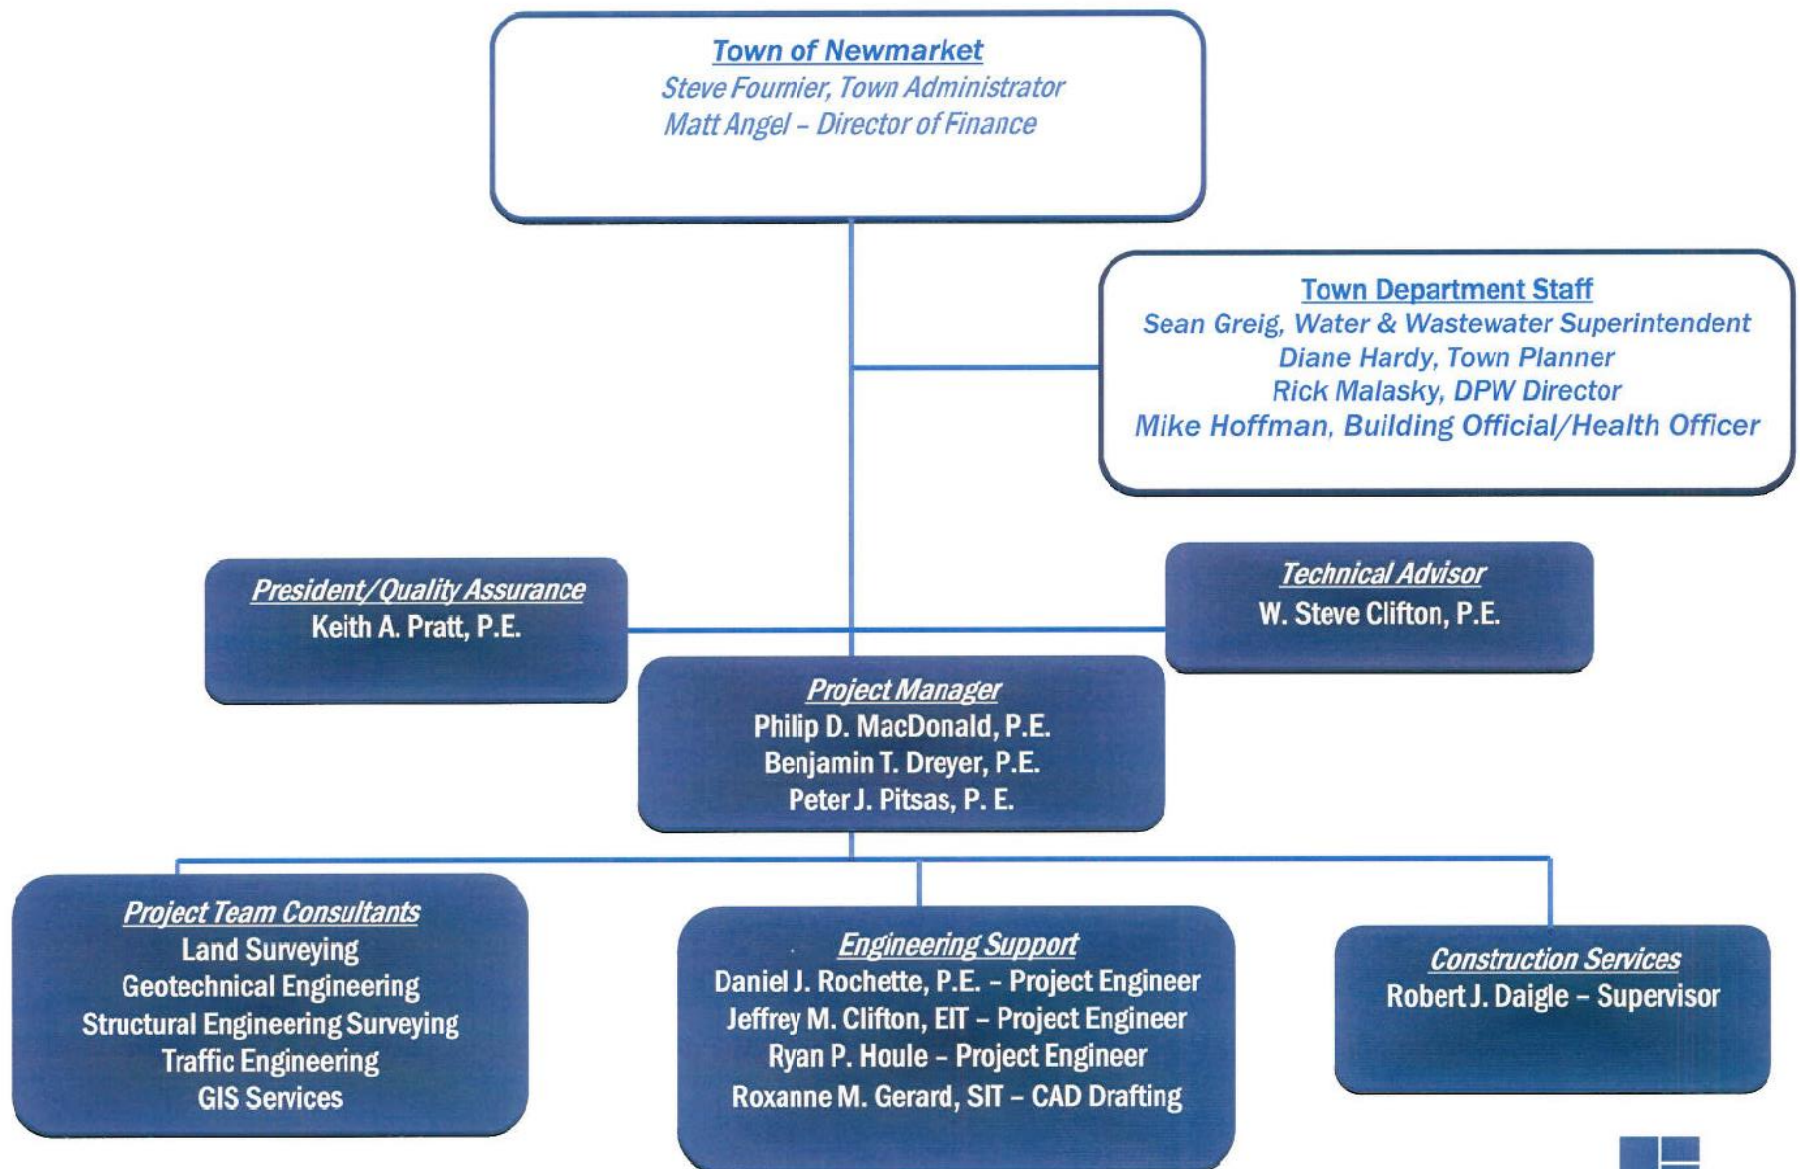 Town of Newmarket
Steve Fournier, Town Administrator
Matt Angel – Director of Finance
Town Department Staff
Sean Greig, Water & Wastewater Superintendent
Diane Hardy, Town Planner
Rick Malasky, DPW Director
Mike Hoffman, Building Official/Health Officer
President/Quality Assurance
Keith A. Pratt, P.E.
Technical Advisor
W. Steve Clifton, P.E.
Project Manager
Philip D. MacDonald, P.E.
Benjamin T. Dreyer, P.E.
Peter J. Pitsas, P. E.
Project Team Consultants
Land Surveying
Geotechnical Engineering
Structural Engineering Surveying
Traffic Engineering
GIS Services
Engineering Support
Daniel J. Rochette, P.E. – Project Engineer
Jeffrey M. Clifton, EIT – Project Engineer
Ryan P. Houle – Project Engineer
Roxanne M. Gerard, SIT – CAD Drafting
Construction Services
Robert J. Daigle – Supervisor